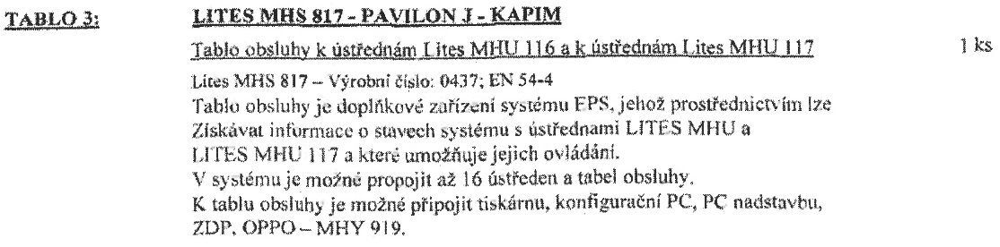 TABLO 3: LITES MHS 817 - PAVILON J - KAPIM
Tablo obsluhy k ústřednám Lites MHU 116 a k ústřednám Lites MHU 117 1 ks
Lites MHS 817 – Výrobní číslo: 0437; EN 54-4
Tablo obsluhy je doplňkové zařízení systému EPS, jehož prostřednictvím lze
Získávat informace o stavech systému s ústřednami LITES MHU a
LITES MHU 117 a které umožňuje jejich ovládání.
V systému je možné propojit až 16 ústředen a tabel obsluhy.
K tablu obsluhy je možné připojit tiskárnu, konfigurační PC, PC nadstavbu,
ZDP, OPPO – MHY 919.